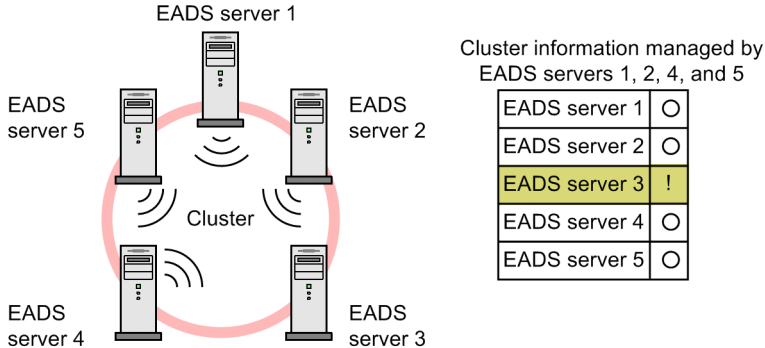 EADS server 1
EADS
server 5
EADS
server 2
Cluster
EADS
server 4
EADS
server 3
Cluster information managed by
EADS servers 1, 2, 4, and 5
EADS server 1 ○
EADS server 2 ○
EADS server 3 !
EADS server 4 ○
EADS server 5 ○